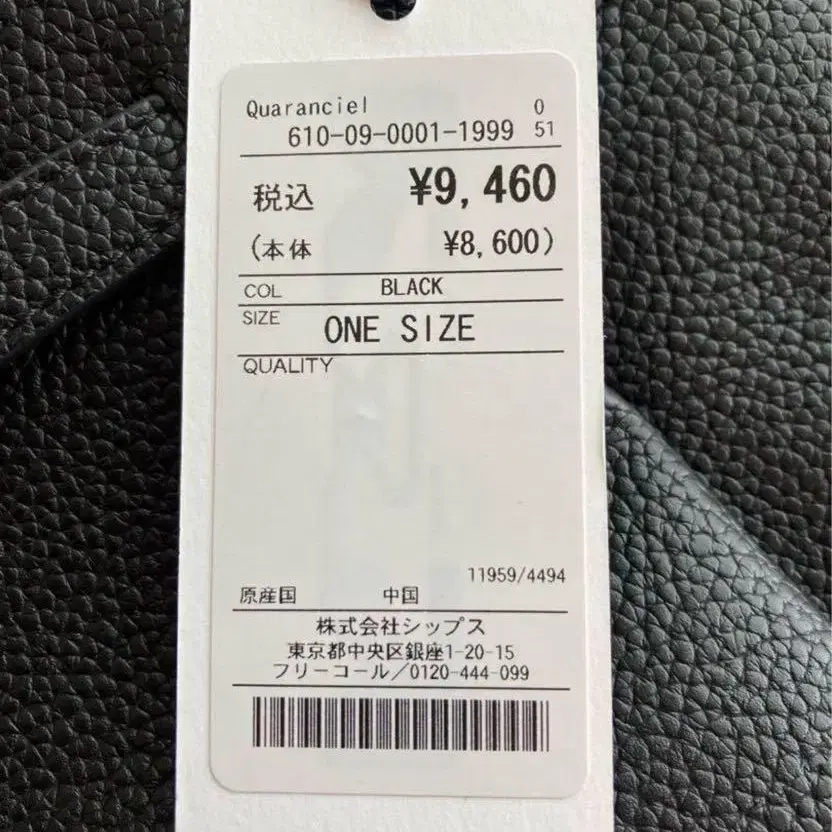 Quaranciel 0
610-09-0001-1999 51
税込 ¥9,460
(本体 ¥8,600)
COL BLACK
SIZE ONE SIZE
QUALITY
11959/4494
原産国 中国
株式会社シップス
東京都中央区銀座1-20-15
フリーコール/0120-444-099